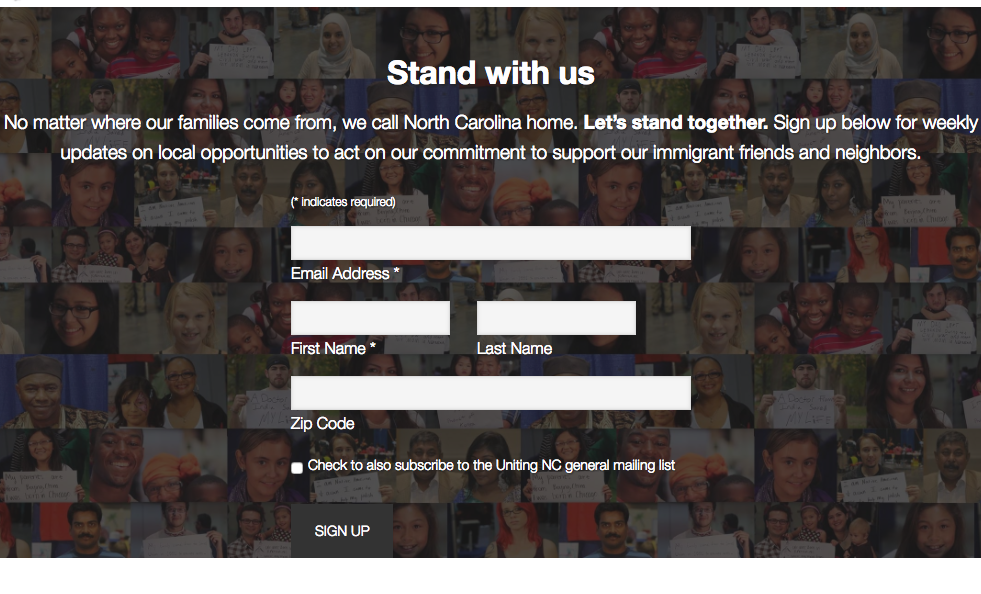 Stand with us
No matter where our families come from, we call North Carolina home. Let's stand together. Sign up below for weekly
updates on local opportunities to act on our commitment to support our immigrant friends and neighbors.
(* indicates required)
Email Address *
First Name * Last Name
Zip Code
Check to also subscribe to the Uniting NC general mailing list
SIGN UP